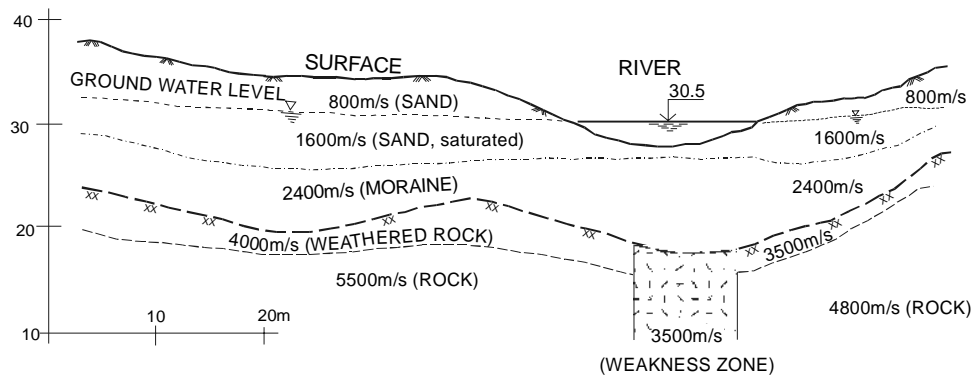 40
SURFACE
RIVER
GROUND WATER LEVEL
30.5
800m/s (SAND)
800m/s
30
1600m/s (SAND, saturated)
1600m/s
2400m/s (MORAINE)
2400m/s
20
4000m/s (WEATHERED ROCK)
3500m/s
5500m/s (ROCK)
4800m/s (ROCK)
10
20m
10
3500m/s
(WEAKNESS ZONE)